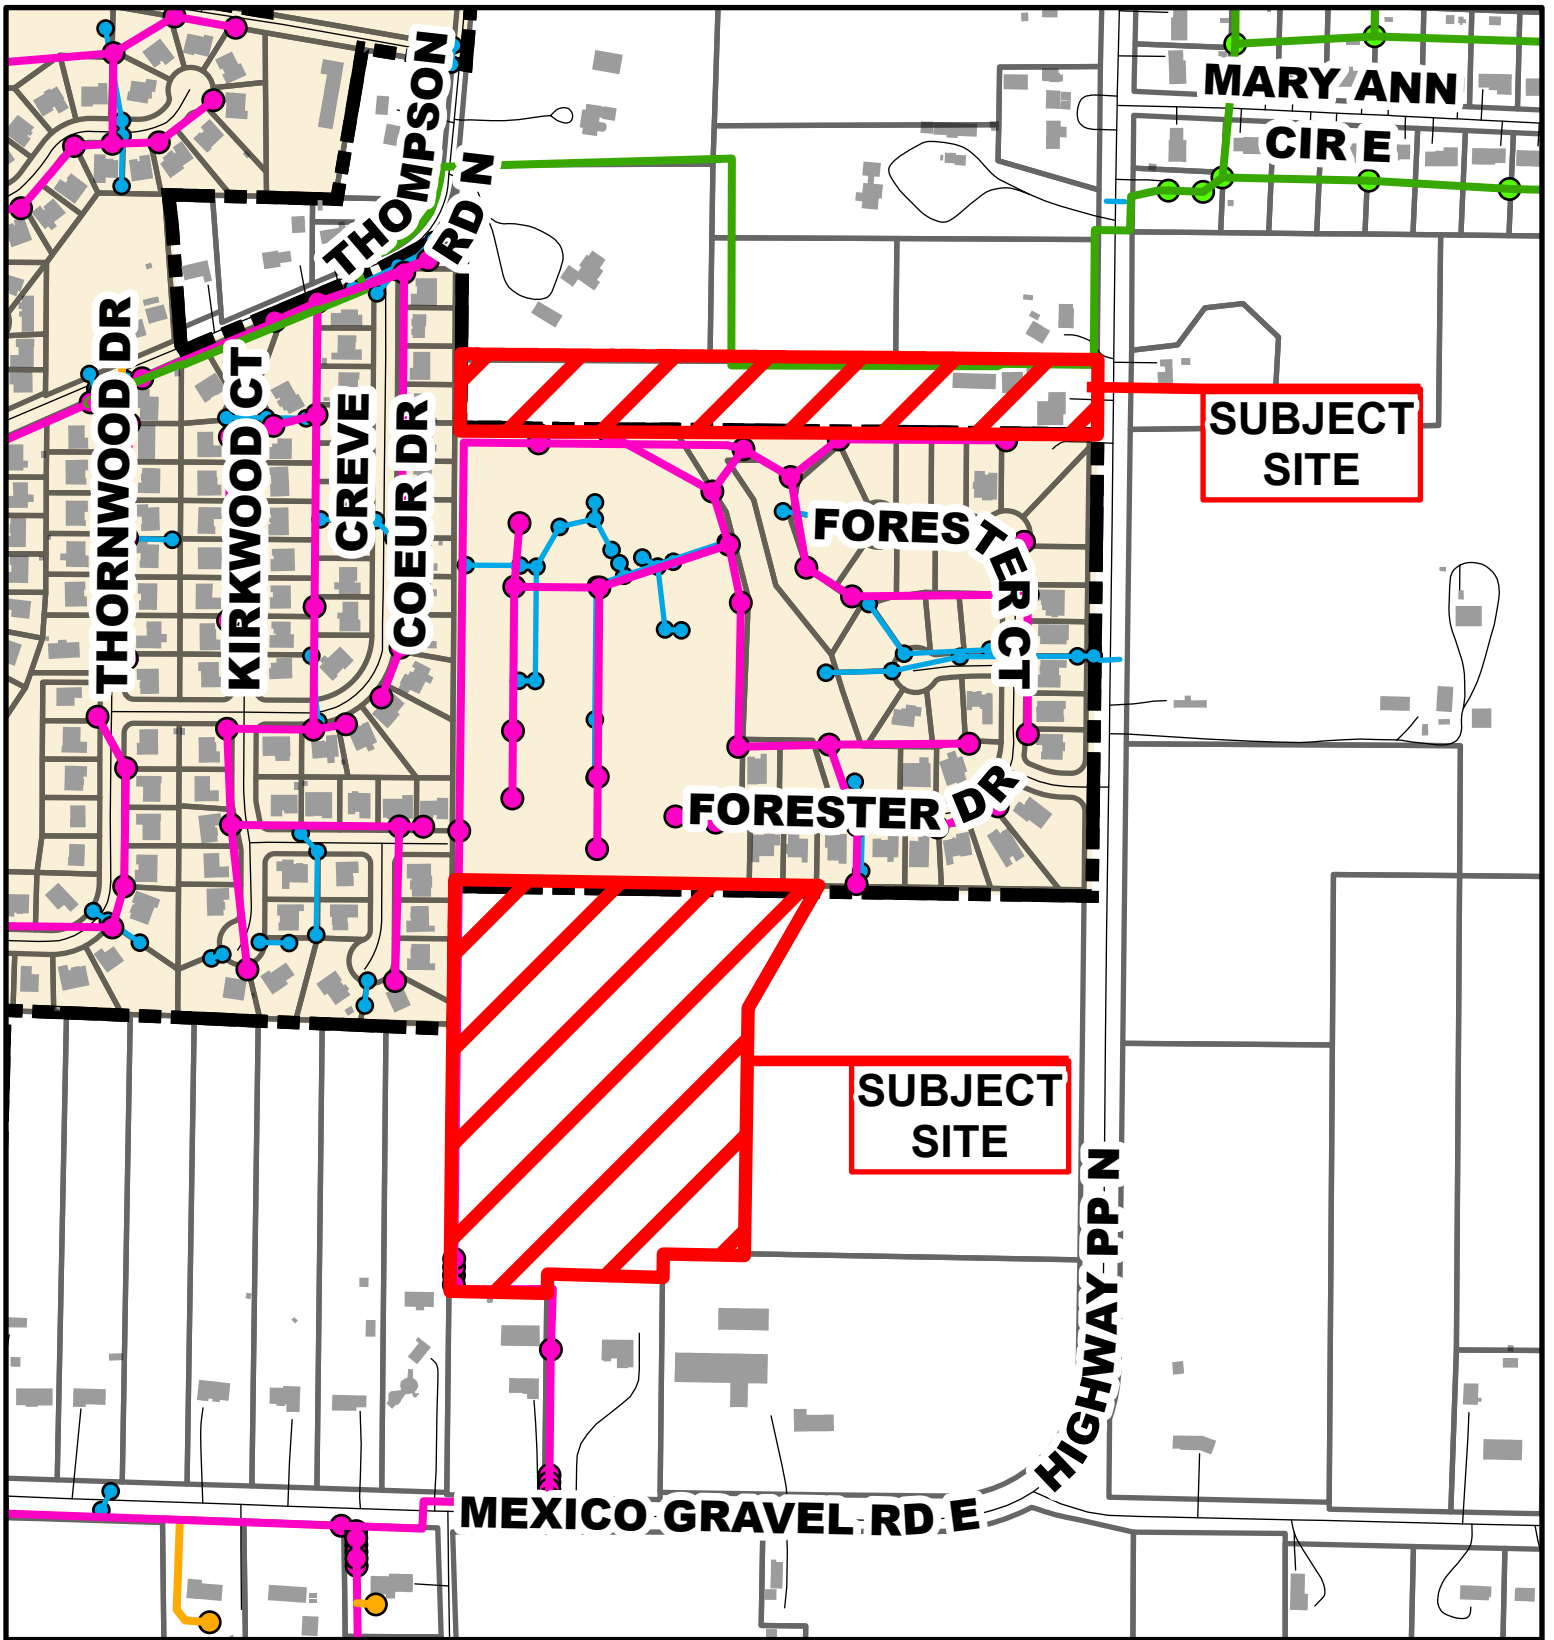 MARY ANN
CIR E
THOMPSON
RD N
THORNWOOD DR
KIRKWOOD CT
CREVE
COEUR DR
SUBJECT
SITE
FORESTER CT
FORESTER DR
SUBJECT
SITE
HIGHWAY PP N
MEXICO GRAVEL RD E